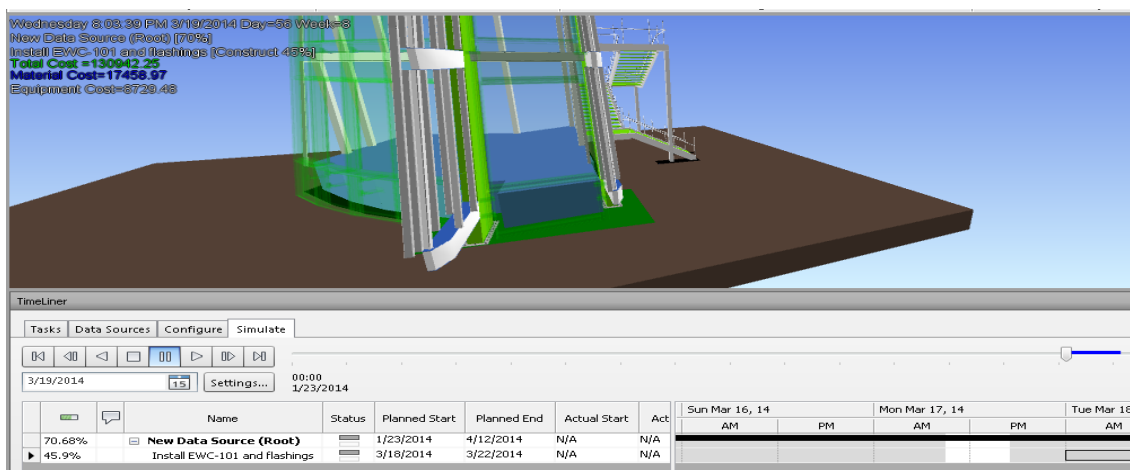 Wednesday 8:03:39 PM 3/19/2014 Day=56 Week=8
New Data Source (Root) [70%]
Install EWC-101 and flashings [Construct 45%]
Total Cost =130942.25
Material Cost=17458.97
Equipment Cost=8729.48
TimeLiner
Tasks Data Sources Configure Simulate
3/19/2014 15 Settings... 00:00
1/23/2014
Name Status Planned Start Planned End Actual Start Act Sun Mar 16, 14 Mon Mar 17, 14 Tue Mar 18
AM PM AM PM AM
70.68% New Data Source (Root) 1/23/2014 4/12/2014 N/A N/A
45.9% Install EWC-101 and flashings 3/18/2014 3/22/2014 N/A N/A